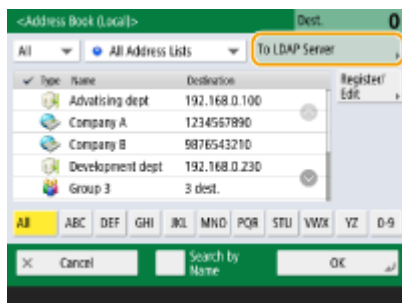 <Address Book (Local)> Dest. 0
All All Address Lists To LDAP Server
Type Name Destination Register/
Edit
Advatising dept 192.168.0.100
Company A 1234567890
Company B 9876543210
Development dept 192.168.0.230
Group 3 3 dest.
All ABC DEF GHI JKL MNO PQR STU VWX YZ 0-9
Cancel Search by
Name OK